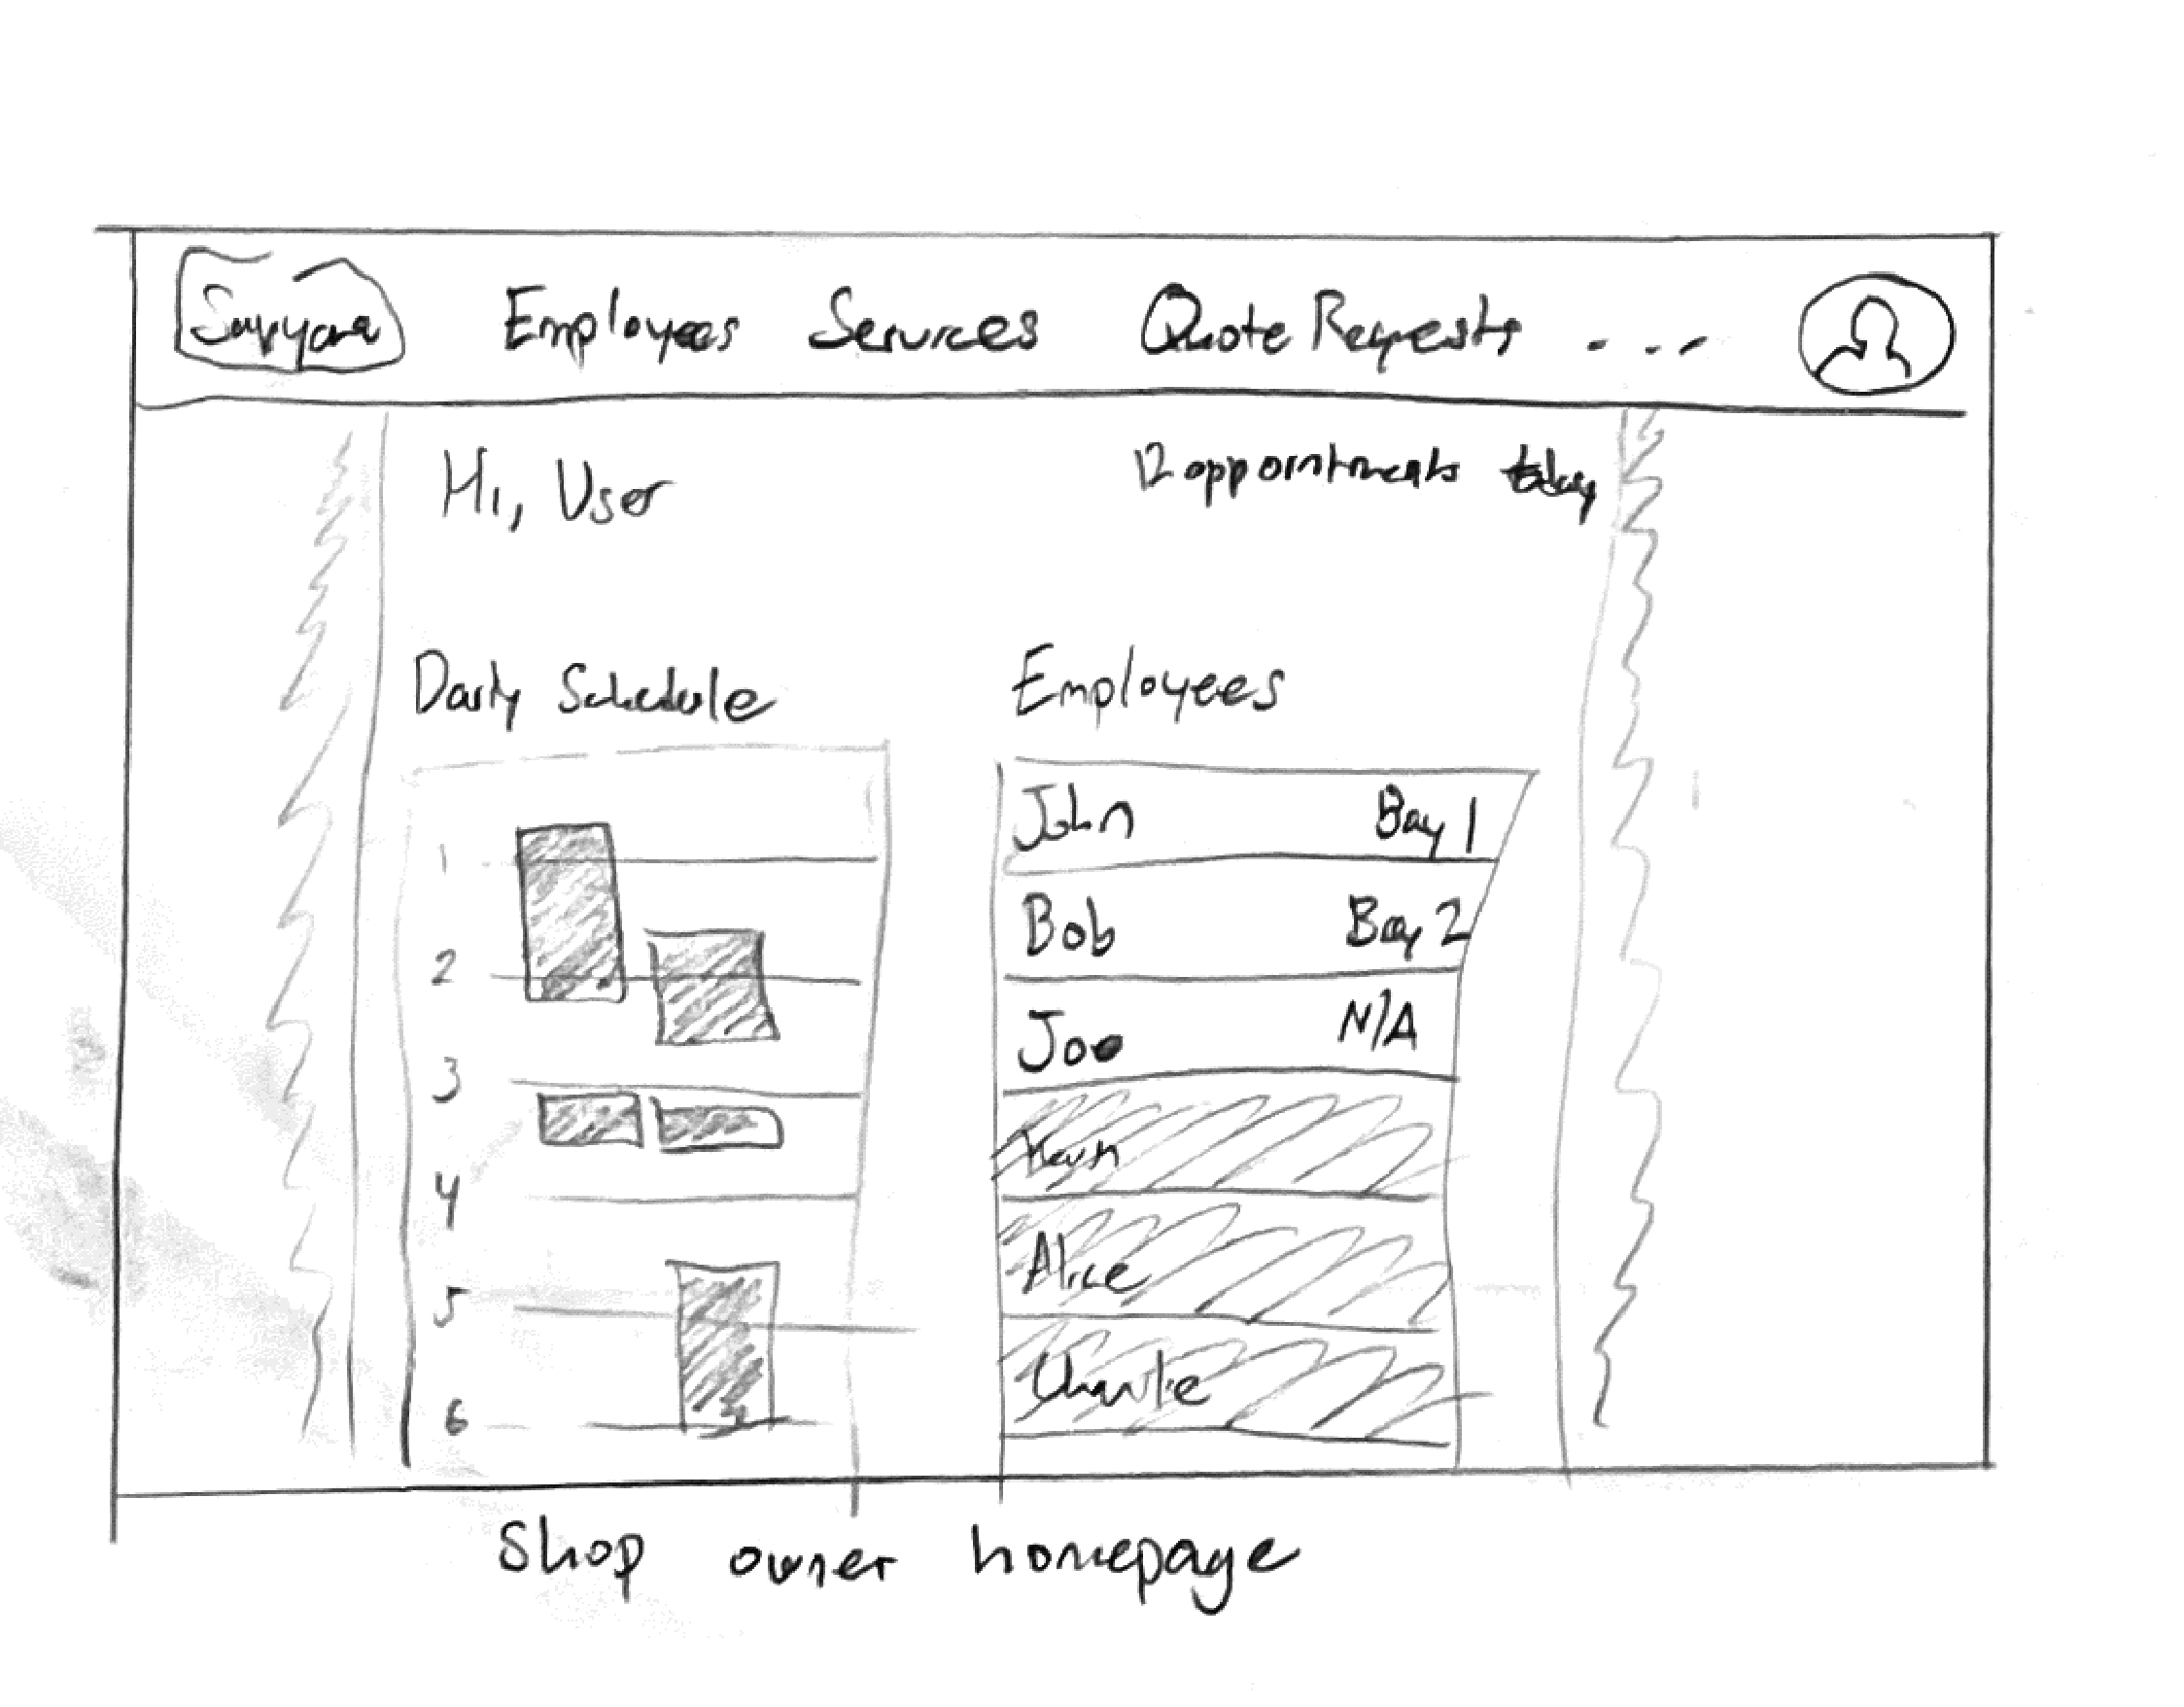 Employees Services Quote Requests ...
Hi, User
12 appointments today
Daily Schedule
1
2
3
4
5
6
Employees
John Bay 1
Bob Bay 2
Joe N/A
Kevin
Alice
Charlie
Shop owner homepage